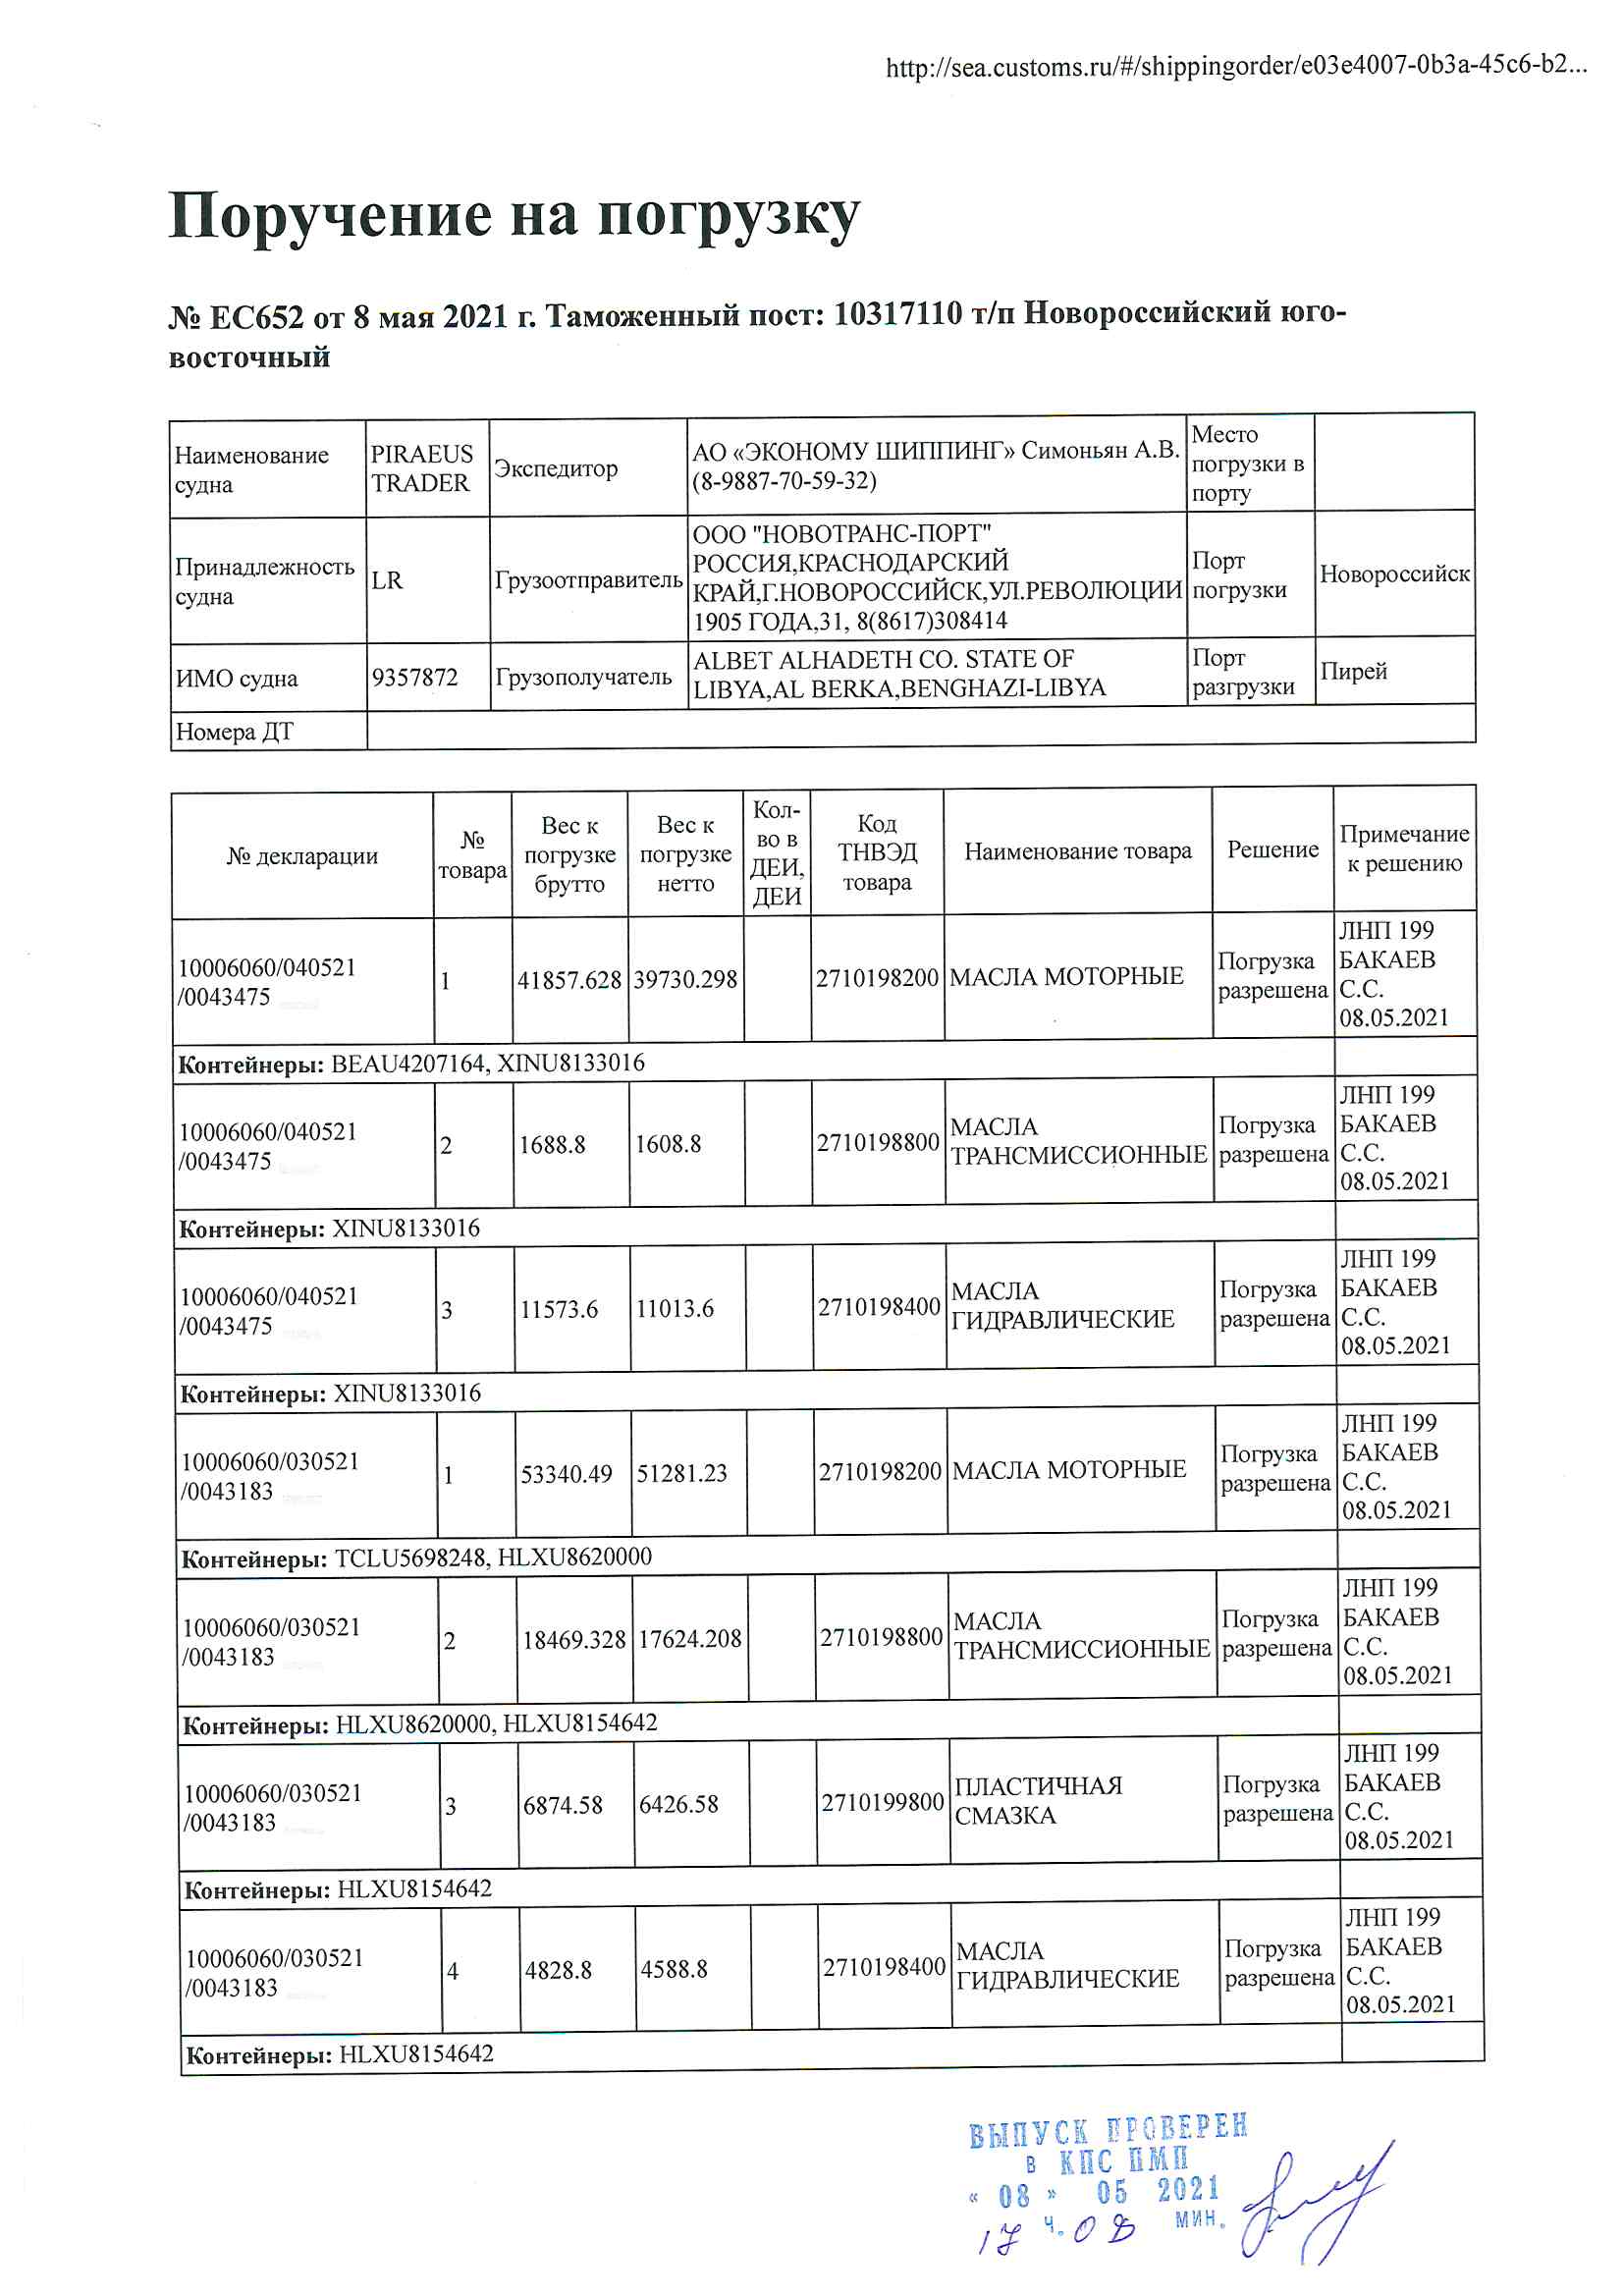 http://sea.customs.ru/#/shippingorder/e03e4007-0b3a-45c6-b2...
Поручение на погрузку
№ EC652 от 8 мая 2021 г. Таможенный пост: 10317110 т/п Новороссийский юго-
восточный
Наименование судна PIRAEUS TRADER Экспедитор АО «ЭКОНОМУ ШИППИНГ» Симоньян А.В. (8-9887-70-59-32) Место погрузки в порту
Принадлежность судна LR Грузоотправитель ООО "НОВОТРАНС-ПОРТ" РОССИЯ,КРАСНОДАРСКИЙ КРАЙ,Г.НОВОРОССИЙСК,УЛ.РЕВОЛЮЦИИ 1905 ГОДА,31, 8(8617)308414 Порт погрузки Новороссийск
ИМО судна 9357872 Грузополучатель ALBET ALHADETH CO. STATE OF LIBYA,AL BERKA,BENGHAZI-LIBYA Порт разгрузки Пирей
Номера ДТ
№ декларации № товара Вес к погрузке брутто Вес к погрузке нетто Кол-во в ДЕИ, ДЕИ Код ТНВЭД товара Наименование товара Решение Примечание к решению
10006060/040521 /0043475 1 41857.628 39730.298 2710198200 МАСЛА МОТОРНЫЕ Погрузка разрешена ЛНП 199 БАКАЕВ С.С. 08.05.2021
Контейнеры: BEAU4207164, XINU8133016
10006060/040521 /0043475 2 1688.8 1608.8 2710198800 МАСЛА ТРАНСМИССИОННЫЕ Погрузка разрешена ЛНП 199 БАКАЕВ С.С. 08.05.2021
Контейнеры: XINU8133016
10006060/040521 /0043475 3 11573.6 11013.6 2710198400 МАСЛА ГИДРАВЛИЧЕСКИЕ Погрузка разрешена ЛНП 199 БАКАЕВ С.С. 08.05.2021
Контейнеры: XINU8133016
10006060/030521 /0043183 1 53340.49 51281.23 2710198200 МАСЛА МОТОРНЫЕ Погрузка разрешена ЛНП 199 БАКАЕВ С.С. 08.05.2021
Контейнеры: TCLU5698248, HLXU8620000
10006060/030521 /0043183 2 18469.328 17624.208 2710198800 МАСЛА ТРАНСМИССИОННЫЕ Погрузка разрешена ЛНП 199 БАКАЕВ С.С. 08.05.2021
Контейнеры: HLXU8620000, HLXU8154642
10006060/030521 /0043183 3 6874.58 6426.58 2710199800 ПЛАСТИЧНАЯ СМАЗКА Погрузка разрешена ЛНП 199 БАКАЕВ С.С. 08.05.2021
Контейнеры: HLXU8154642
10006060/030521 /0043183 4 4828.8 4588.8 2710198400 МАСЛА ГИДРАВЛИЧЕСКИЕ Погрузка разрешена ЛНП 199 БАКАЕВ С.С. 08.05.2021
Контейнеры: HLXU8154642
ВЫПУСК ПРОВЕРЕН
в КПС ПМП
« 08 » 05 2021
17 ч. 08 мин.